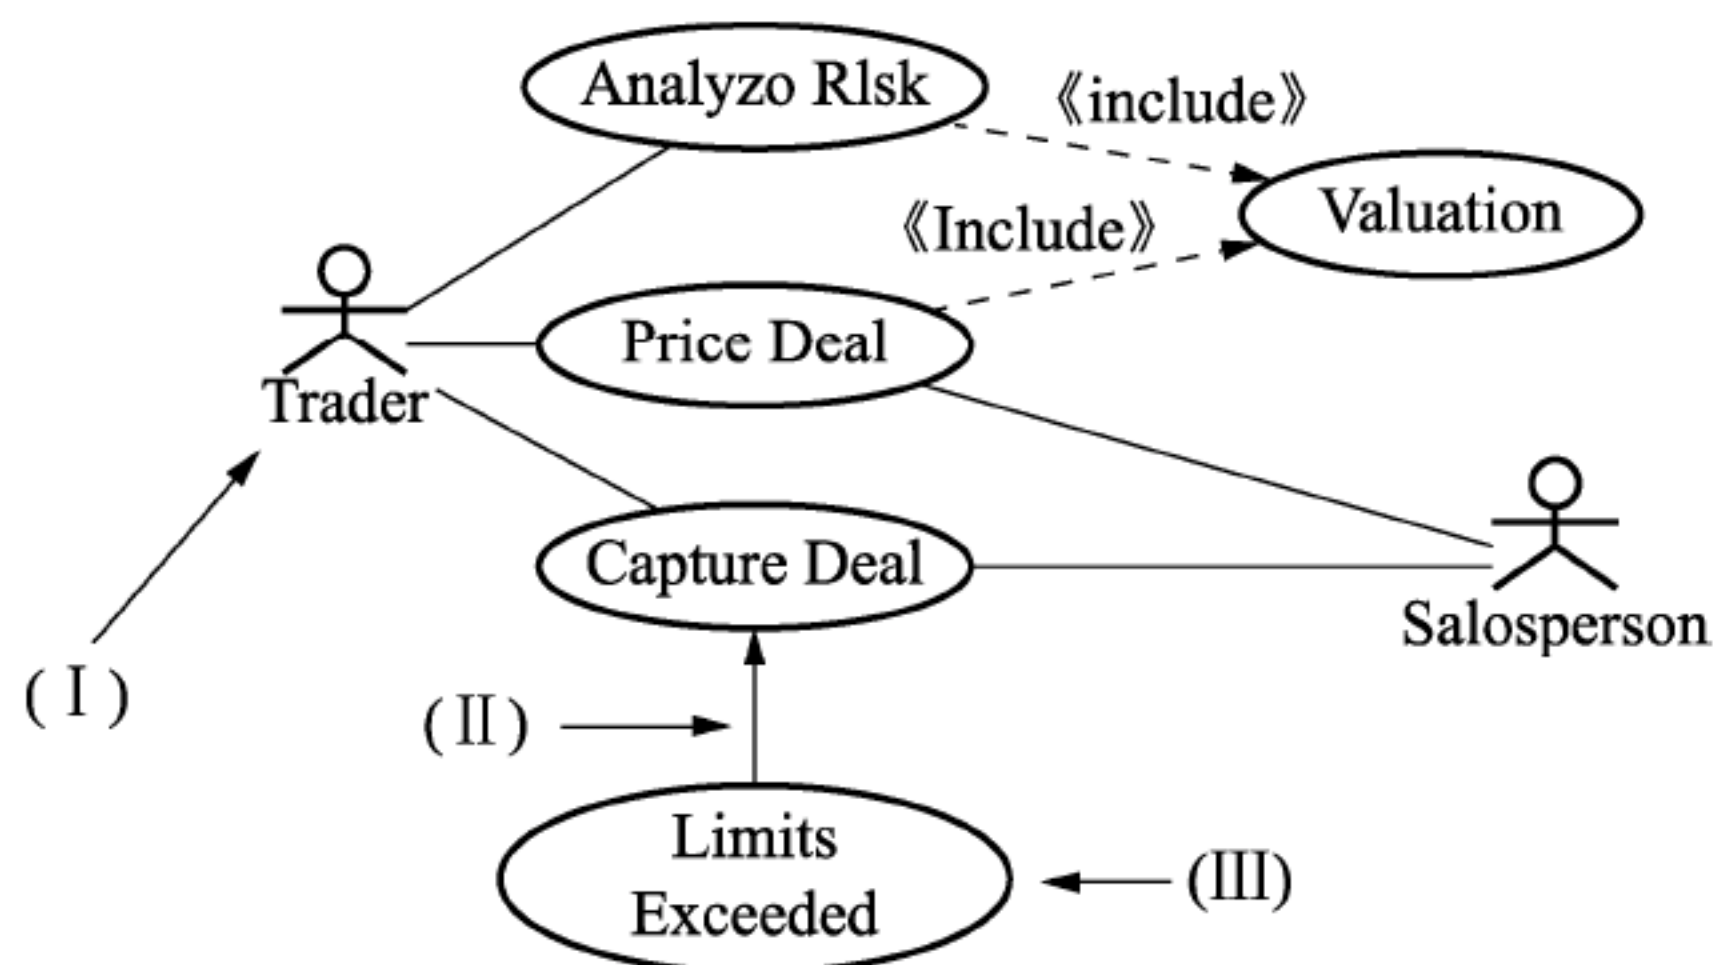 Analyzo Rlsk
《include》
Valuation
《Include》
Price Deal
Trader
Capture Deal
Salosperson
(Ⅰ)
(Ⅱ)
Limits
Exceeded
(Ⅲ)